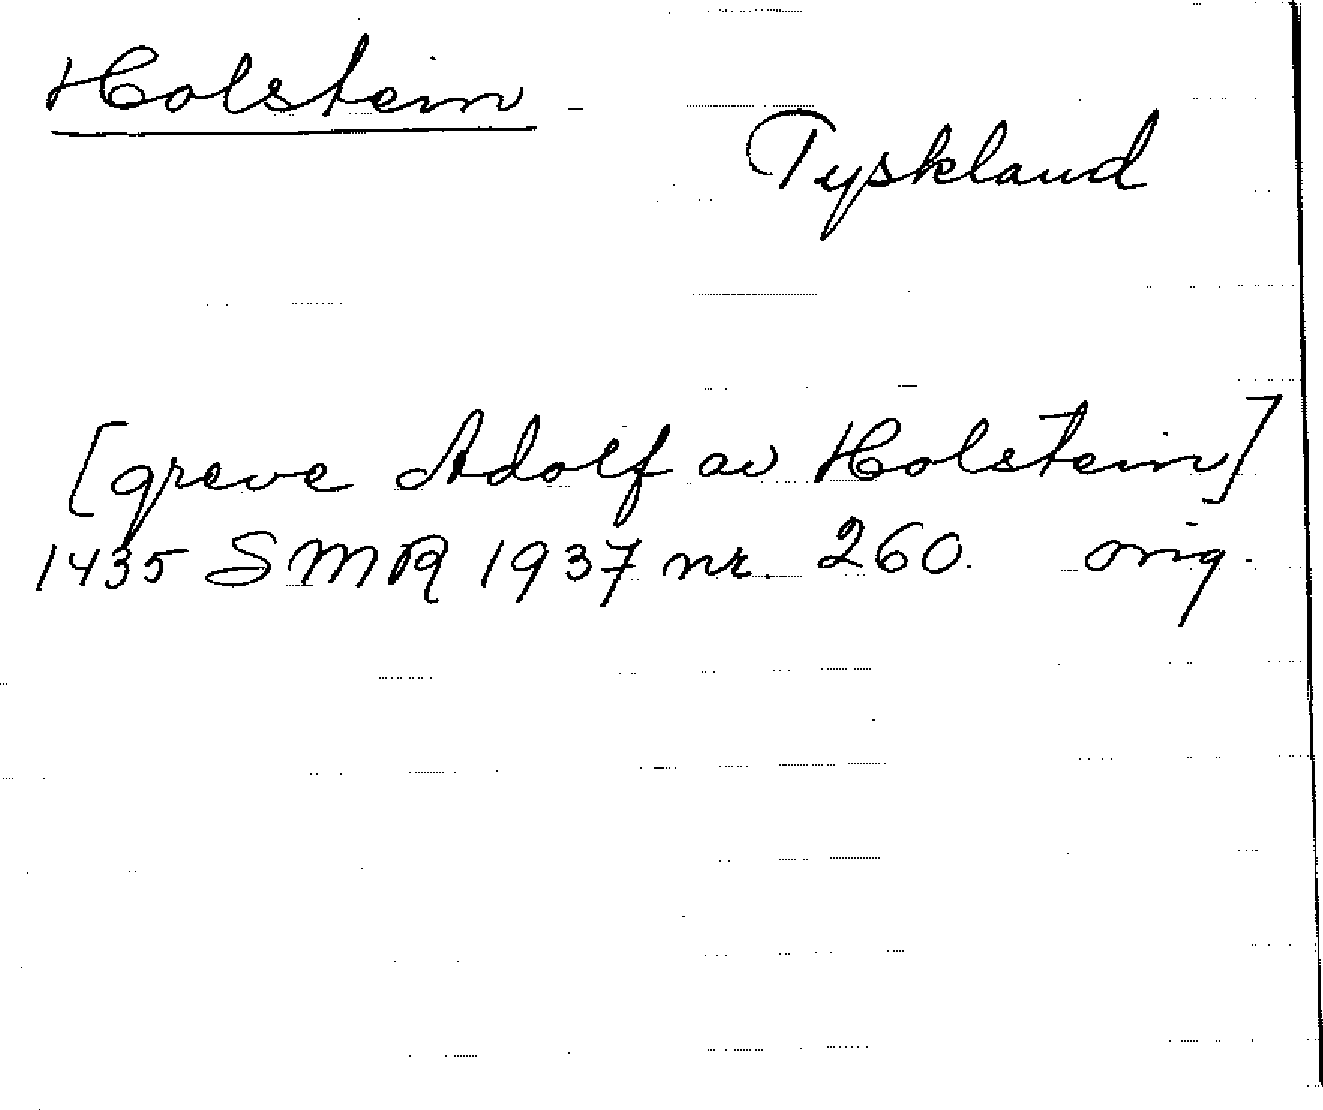 Holstein
Tyskland
[greve Adolf av Holstein]
1435 SMR 1937 nr. 260. orig.